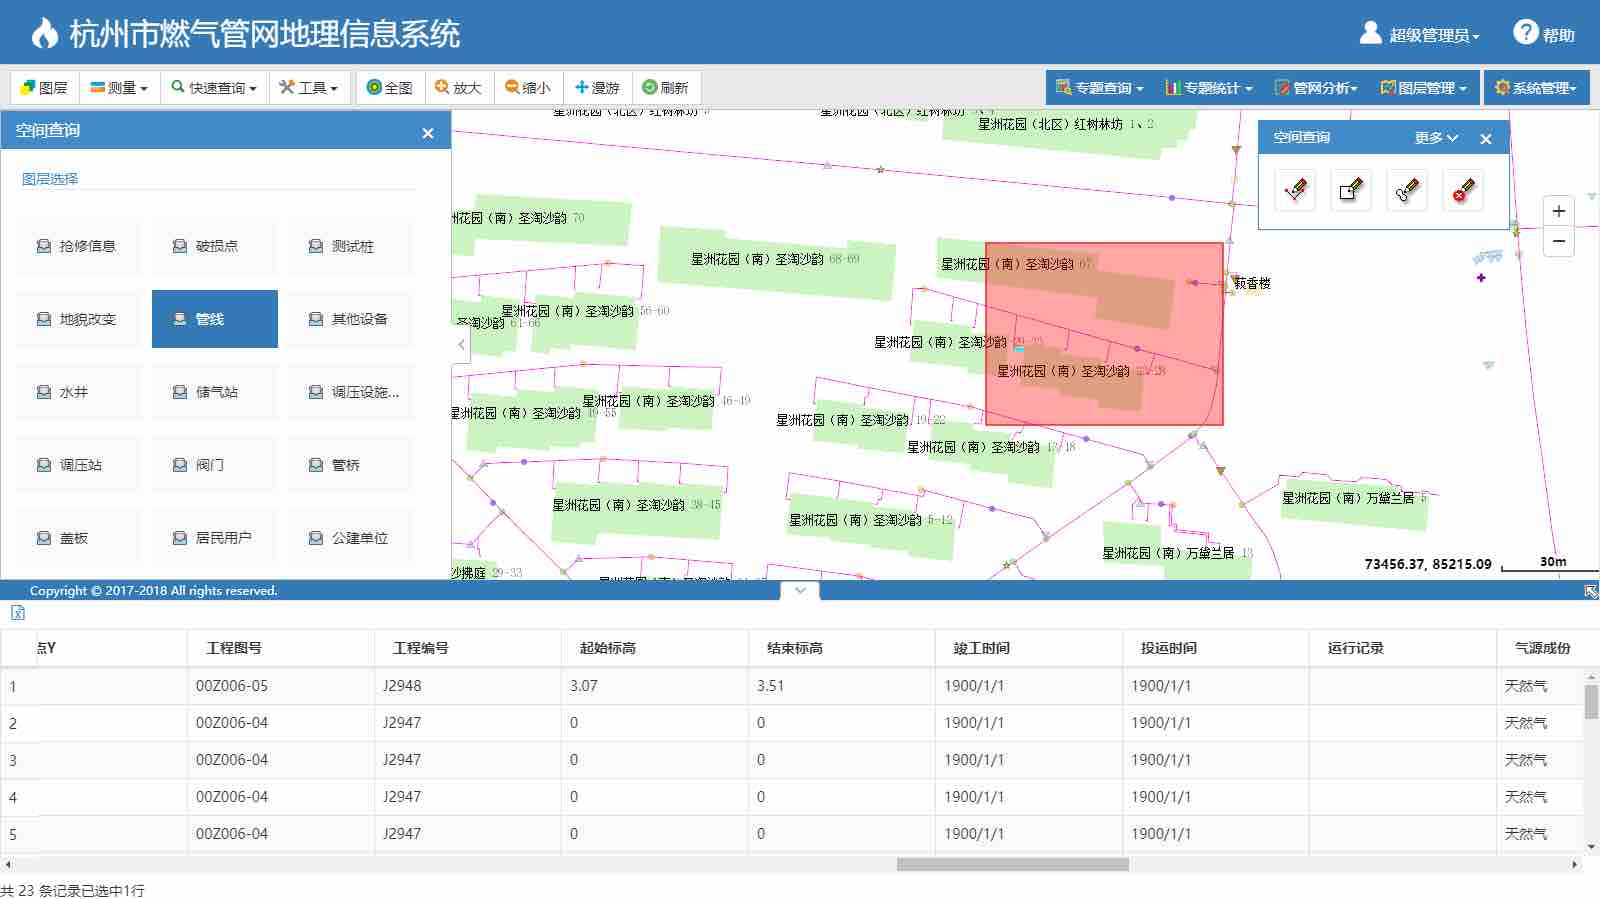 杭州市燃气管网地理信息系统
超级管理员
帮助
图层 测量 快速查询 工具 全图 放大 缩小 漫游 刷新
专题查询 专题统计 管网分析 图层管理 系统管理
空间查询
图层选择
抢修信息 破损点 测试桩
地貌改变 管线 其他设备
水井 储气站 调压设施...
调压站 阀门 管桥
盖板 居民用户 公建单位
空间查询 更多
星洲花园（北区）红树林坊 1、2
州花园（南）圣淘沙韵 70
星洲花园（南）圣淘沙韵 68-69
星洲花园（南）圣淘沙韵 67
颖香楼
星洲花园（南）圣淘沙韵 56-60
圣淘沙韵 61-66
星洲花园（南）圣淘沙韵 29-32
星洲花园（南）圣淘沙韵
星洲花园（南）圣淘沙韵 46-49
星洲花园（南）圣淘沙韵 49-55
星洲花园（南）圣淘沙韵 19-22
星洲花园（南）圣淘沙韵 13/18
星洲花园（南）圣淘沙韵 38-45
星洲花园（南）圣淘沙韵 5-12
星洲花园（南）万黛兰居 5
星洲花园（南）万黛兰居 13
沙拂庭 29-33
+
−
73456.37, 85215.09
30m
Copyright © 2017-2018 All rights reserved.
点Y 工程图号 工程编号 起始标高 结束标高 竣工时间 投运时间 运行记录 气源成份
1 00Z006-05 J2948 3.07 3.51 1900/1/1 1900/1/1 天然气
2 00Z006-04 J2947 0 0 1900/1/1 1900/1/1 天然气
3 00Z006-04 J2947 0 0 1900/1/1 1900/1/1 天然气
4 00Z006-04 J2947 0 0 1900/1/1 1900/1/1 天然气
5 00Z006-04 J2947 0 0 1900/1/1 1900/1/1 天然气
共 23 条记录已选中1行